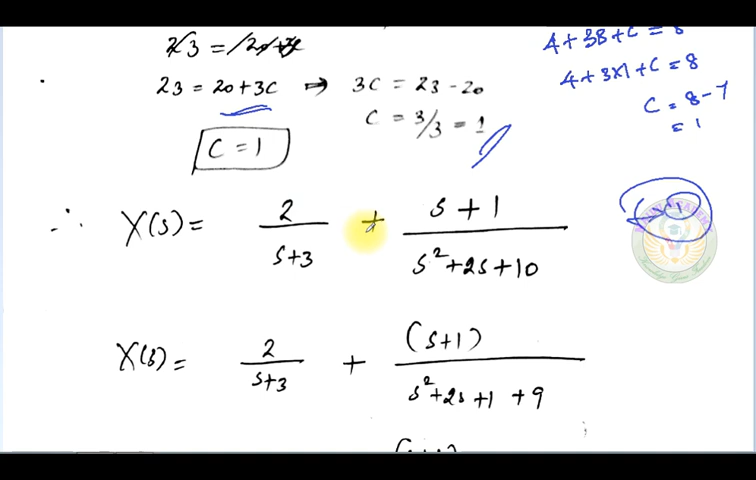 4 + 3B + C = 8
23 = 20 + 3C ⇒ 3C = 23 - 20
4 + 3×1 + C = 8
C = 3/3 = 1
C = 8 - 7
= 1
C = 1
∴ X(s) = 2/(s+3) + (s+1)/(s²+2s+10)
X(s) = 2/(s+3) + (s+1)/(s²+2s+1+9)